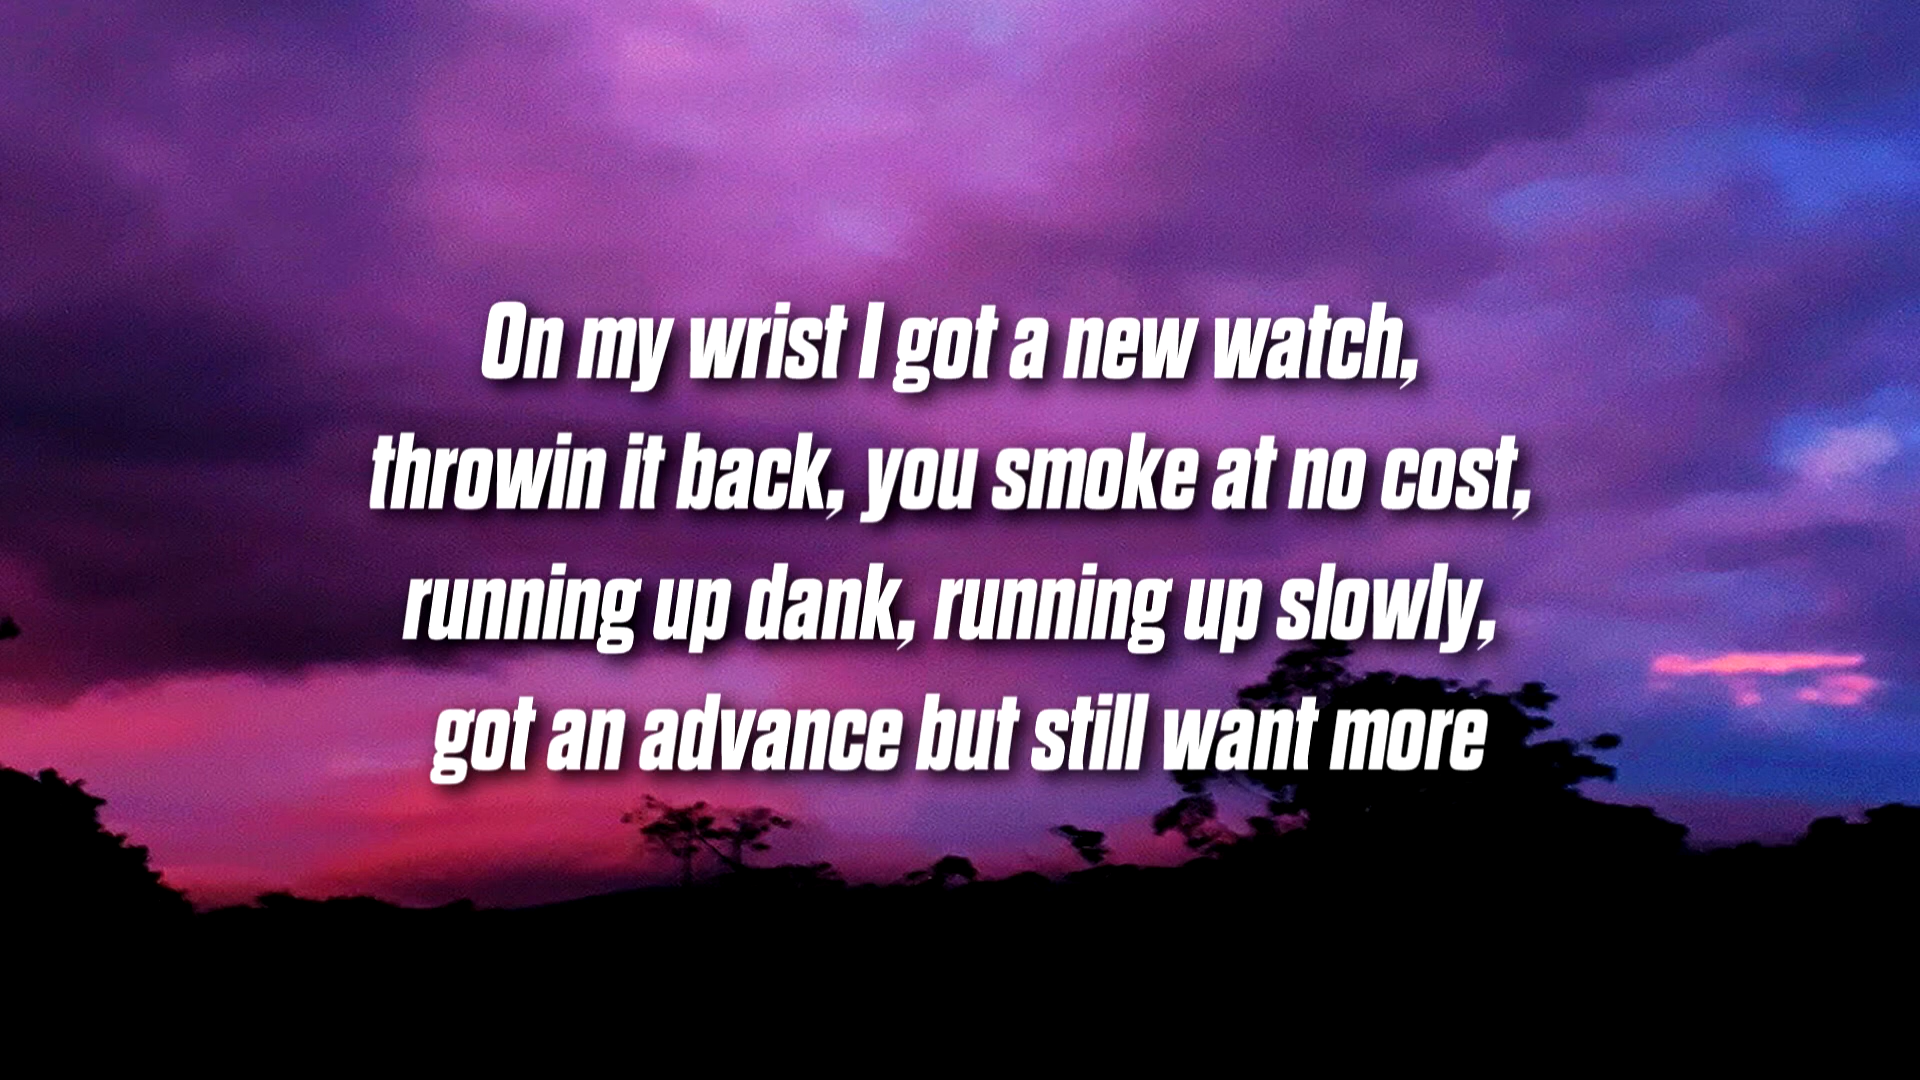 On my wrist I got a new watch,
throwin it back, you smoke at no cost,
running up dank, running up slowly,
got an advance but still want more